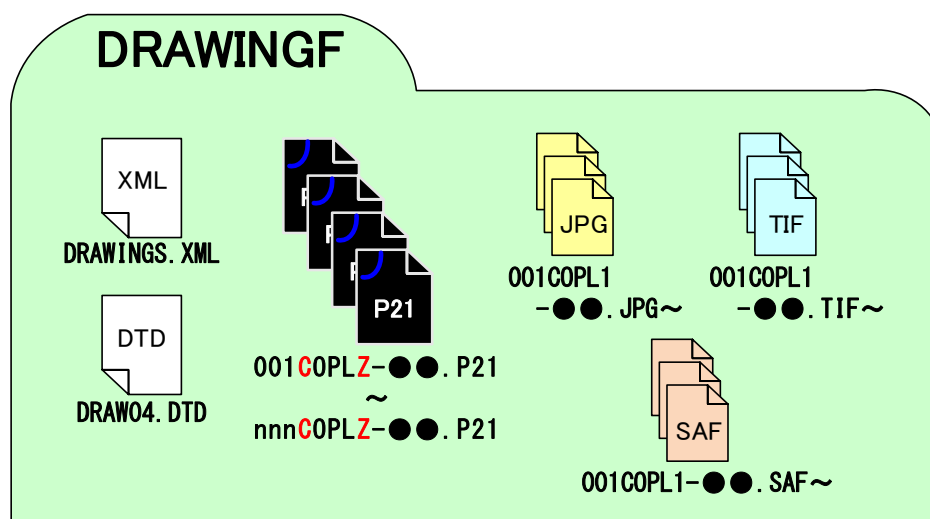 DRAWINGF
XML
DRAWINGS.XML
DTD
DRAW04.DTD
P
P
P
P21
001COPLZ-●●.P21
～
nnnCOPLZ-●●.P21
JPG
001COPL1
-●●.JPG～
TIF
001COPL1
-●●.TIF～
SAF
001COPL1-●●.SAF～